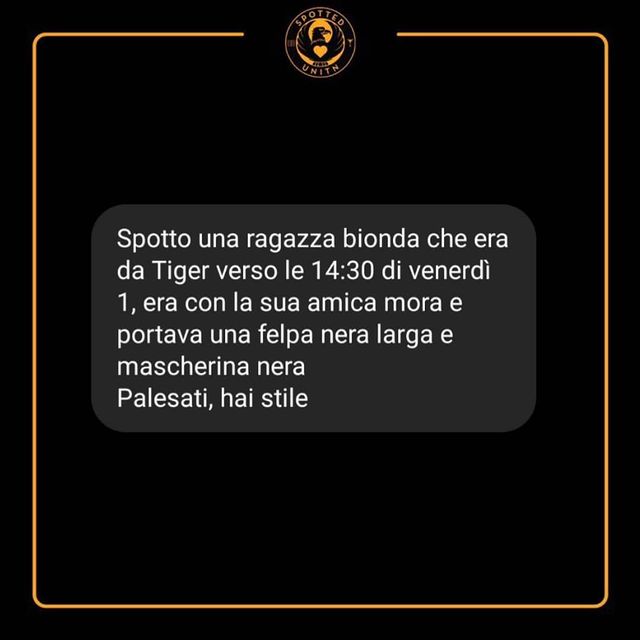 SPOTTED
UNITN
Spotto una ragazza bionda che era
da Tiger verso le 14:30 di venerdì
1, era con la sua amica mora e
portava una felpa nera larga e
mascherina nera
Palesati, hai stile